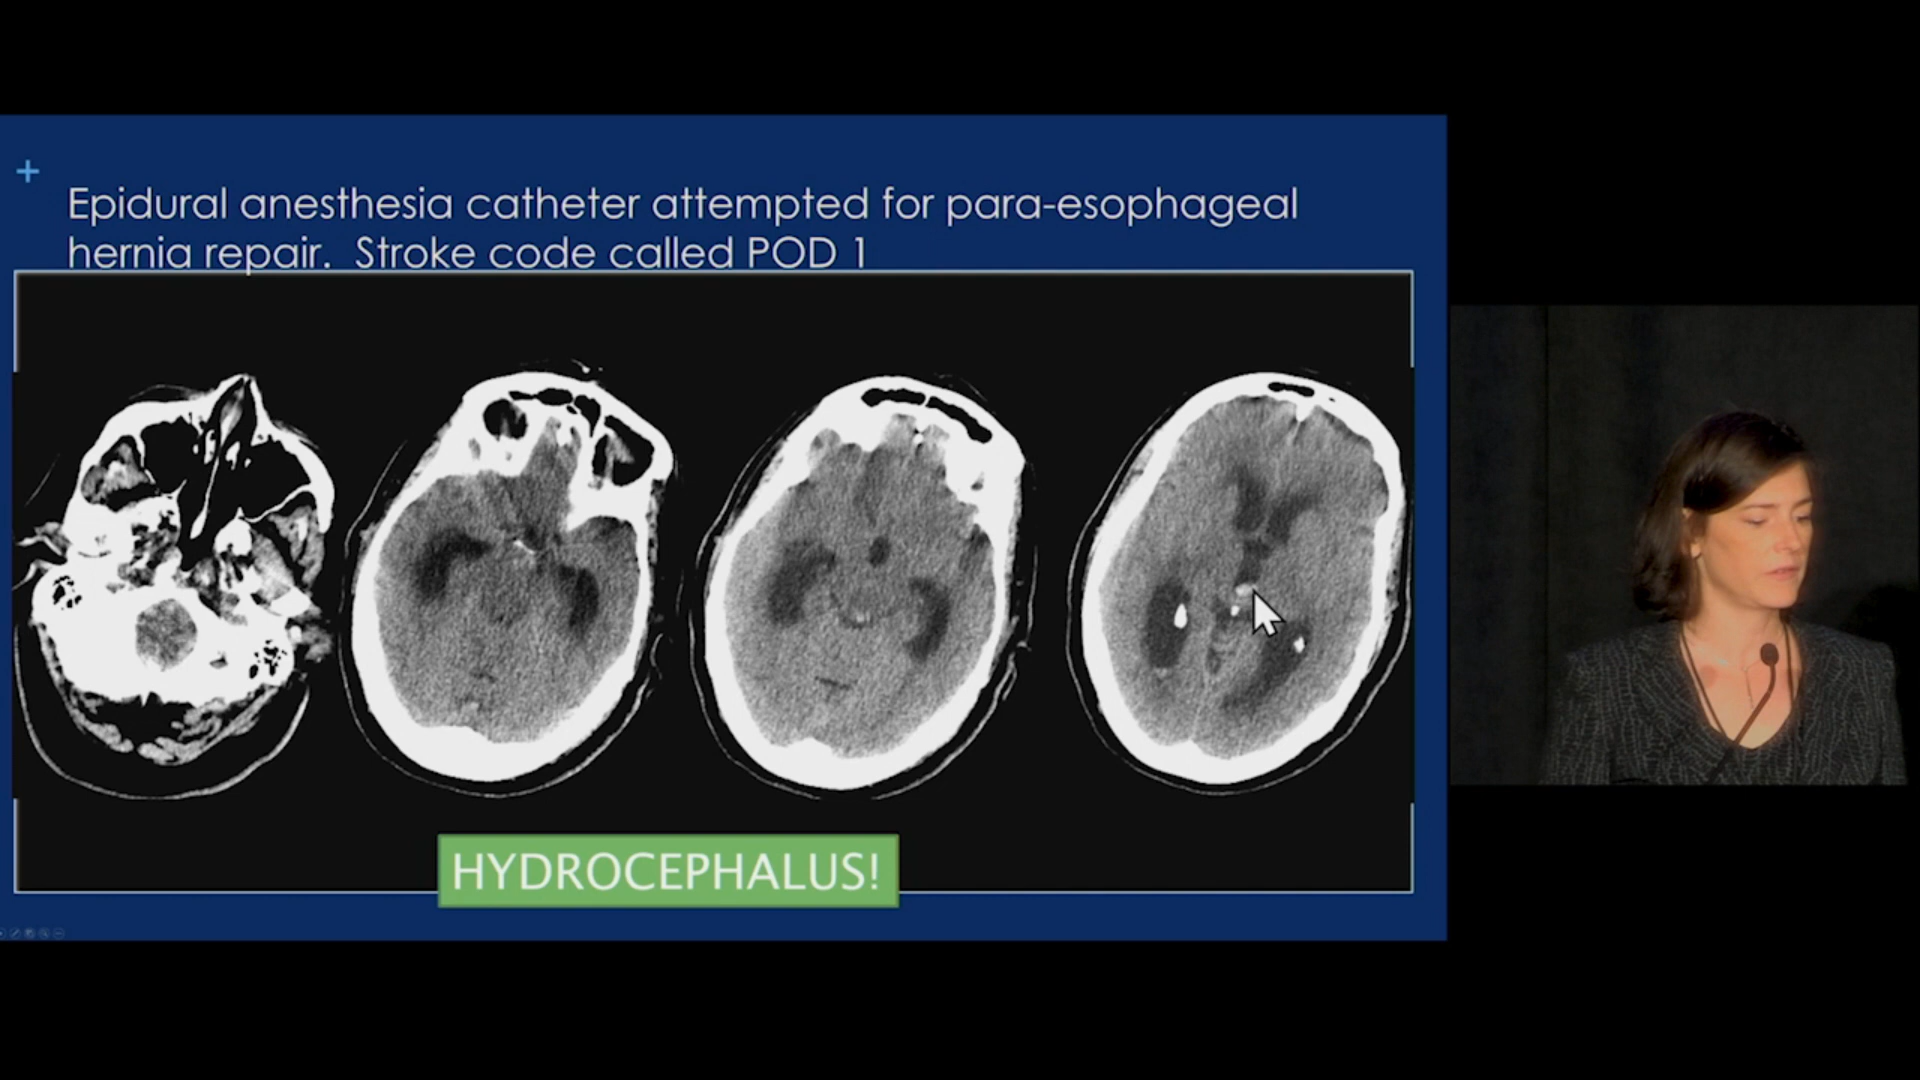 Epidural anesthesia catheter attempted for para-esophageal
hernia repair. Stroke code called POD 1
HYDROCEPHALUS!